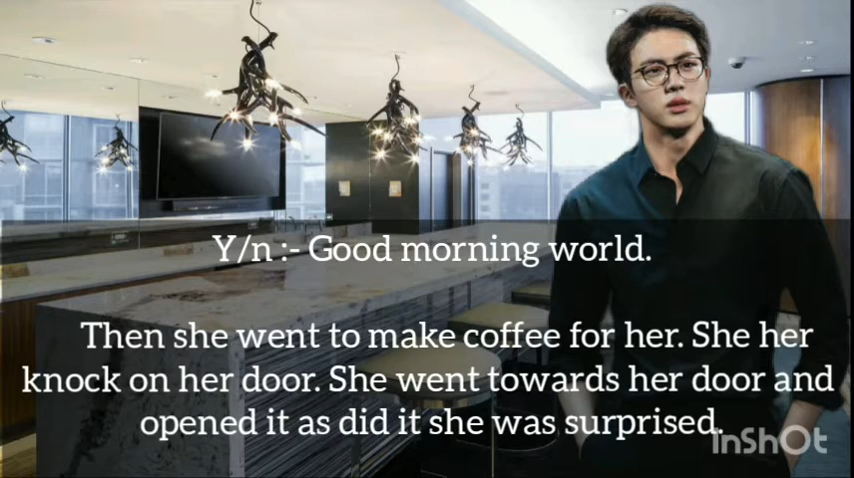 Y/n :- Good morning world.
Then she went to make coffee for her. She her
knock on her door. She went towards her door and
opened it as did it she was surprised.
InShOt